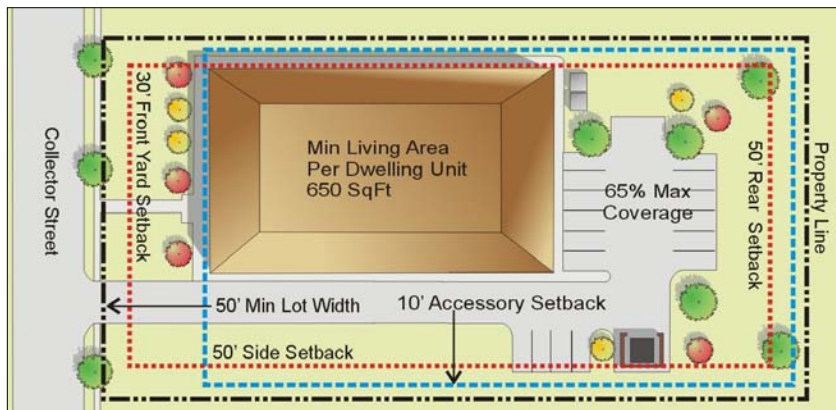 Collector Street
30' Front Yard Setback
Min Living Area
Per Dwelling Unit
650 SqFt
65% Max
Coverage
50' Rear Setback
Property Line
50' Min Lot Width
10' Accessory Setback
50' Side Setback